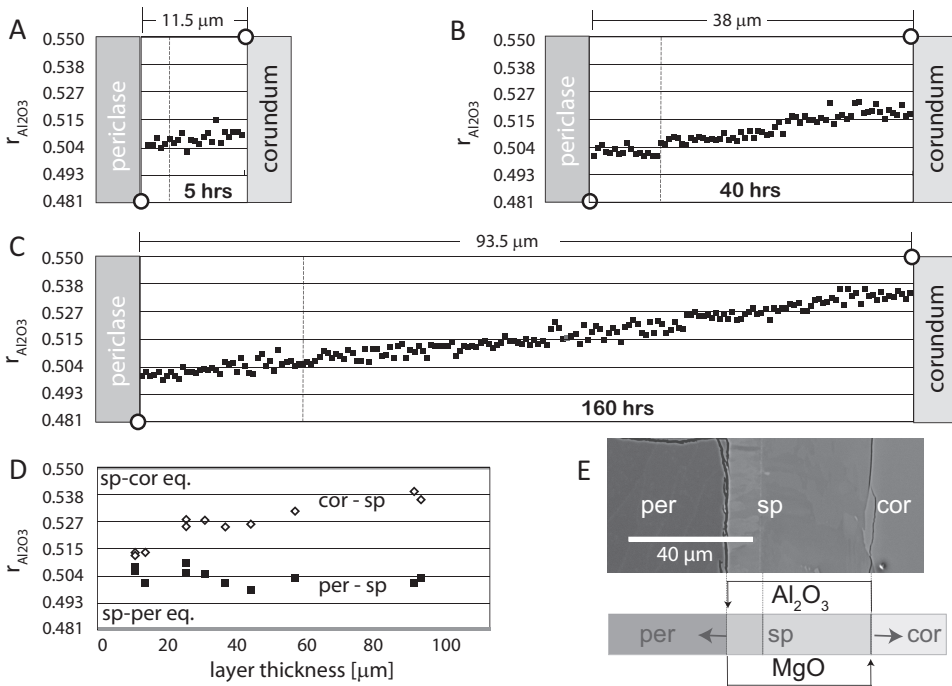 A
11.5 μm
0.550
0.538
0.527
0.515
0.504
0.493
0.481
rAl2O3
periclase
corundum
5 hrs
B
38 μm
0.550
0.538
0.527
0.515
0.504
0.493
0.481
rAl2O3
periclase
corundum
40 hrs
C
93.5 μm
0.550
0.538
0.527
0.515
0.504
0.493
0.481
rAl2O3
periclase
corundum
160 hrs
D
0.550
0.538
0.527
0.515
0.504
0.493
0.481
rAl2O3
sp-cor eq.
cor - sp
per - sp
sp-per eq.
0 20 40 60 80 100
layer thickness [μm]
E
per sp cor
40 μm
Al2O3
per sp cor
MgO